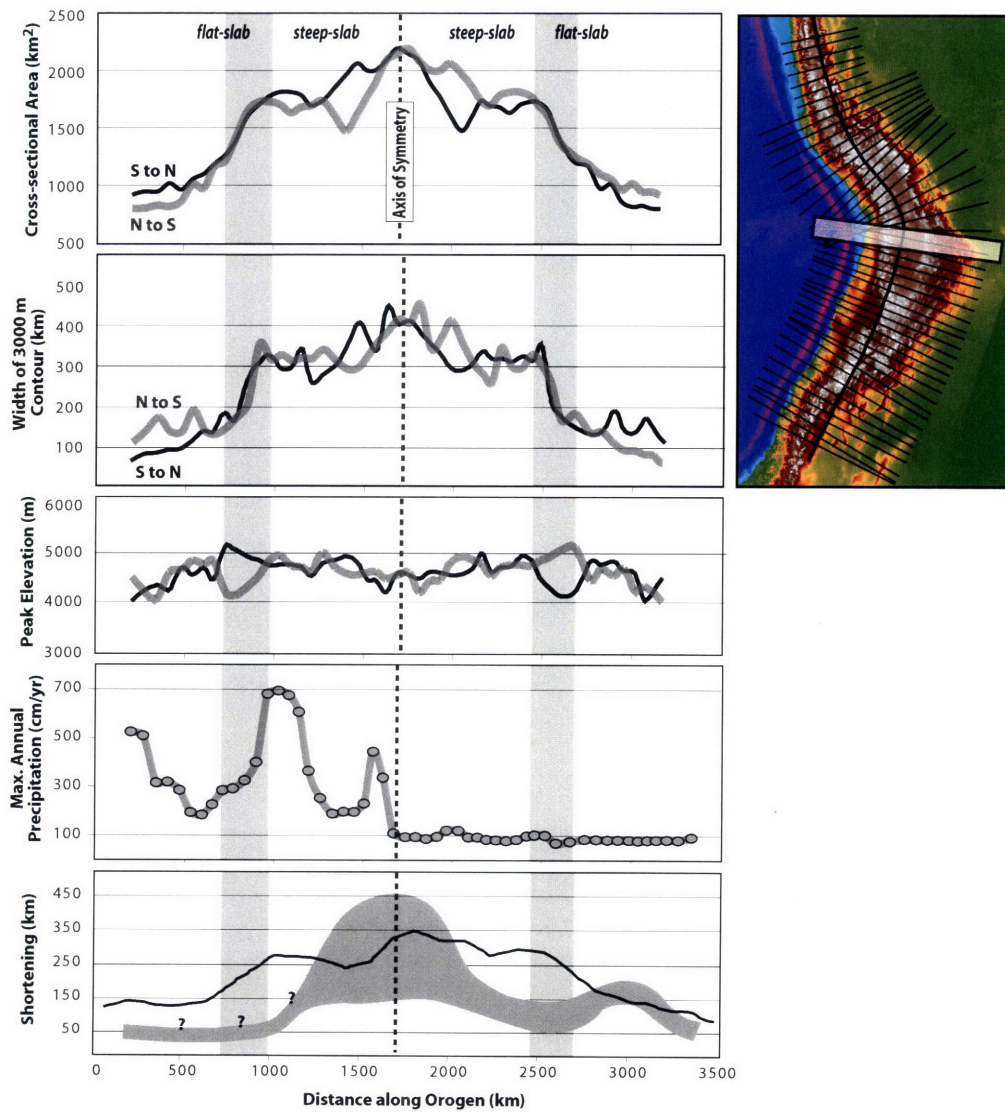 flat-slab steep-slab steep-slab flat-slab
Cross-sectional Area (km2)
2500
2000
1500
1000
500
S to N
N to S
Axis of Symmetry
Width of 3000 m
Contour (km)
500
400
300
200
100
N to S
S to N
Peak Elevation (m)
6000
5000
4000
3000
Max. Annual
Precipitation (cm/yr)
700
500
300
100
Shortening (km)
450
350
250
150
50
? ? ?
0 500 1000 1500 2000 2500 3000 3500
Distance along Orogen (km)